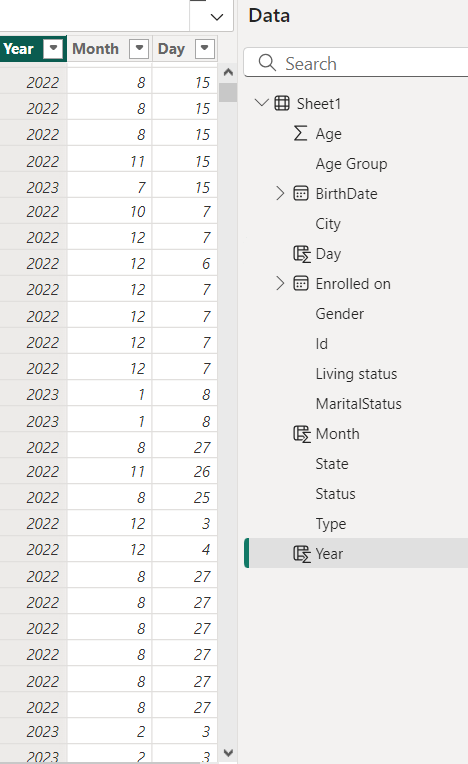 Data
Year Month Day
Search
2022 8 15
2022 8 15
2022 8 15
2022 11 15
2023 7 15
2022 10 7
2022 12 7
2022 12 6
2022 12 7
2022 12 7
2022 12 7
2022 12 7
2023 1 8
2023 1 8
2022 8 27
2022 11 26
2022 8 25
2022 12 3
2022 12 4
2022 8 27
2022 8 27
2022 8 27
2022 8 27
2022 8 27
2022 8 27
2023 2 3
2023 2 3
Sheet1
Age
Age Group
BirthDate
City
Day
Enrolled on
Gender
Id
Living status
MaritalStatus
Month
State
Status
Type
Year